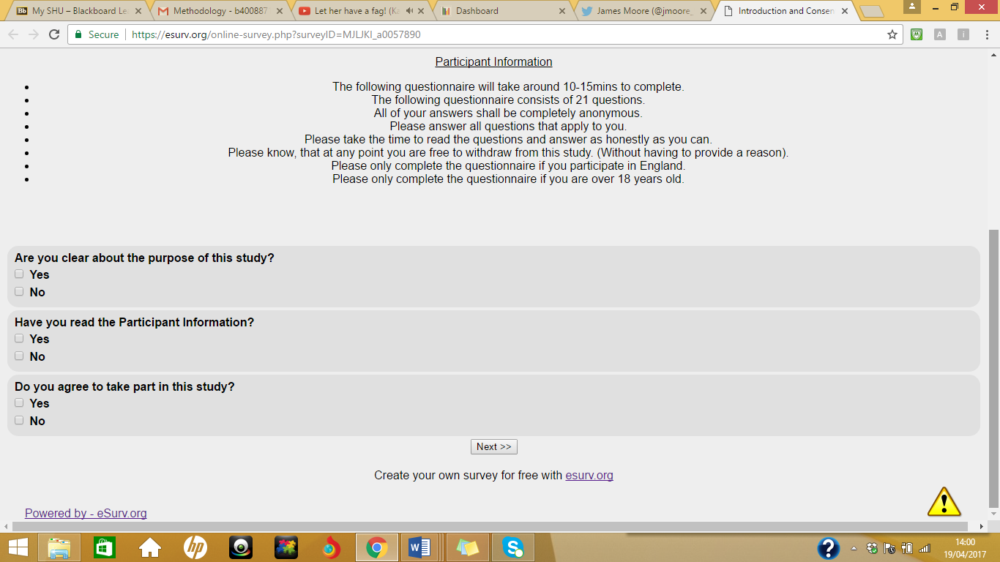 My SHU – Blackboard Le
Methodology - b400887
Let her have a fag! (Ka
Dashboard
James Moore (@jmoore_
Introduction and Consen
Secure
https://esurv.org/online-survey.php?surveyID=MJLJKI_a0057890
Participant Information
The following questionnaire will take around 10-15mins to complete.
The following questionnaire consists of 21 questions.
All of your answers shall be completely anonymous.
Please answer all questions that apply to you.
Please take the time to read the questions and answer as honestly as you can.
Please know, that at any point you are free to withdraw from this study. (Without having to provide a reason).
Please only complete the questionnaire if you participate in England.
Please only complete the questionnaire if you are over 18 years old.
Are you clear about the purpose of this study?
Yes
No
Have you read the Participant Information?
Yes
No
Do you agree to take part in this study?
Yes
No
Next >>
Create your own survey for free with esurv.org
Powered by - eSurv.org
14:00
19/04/2017